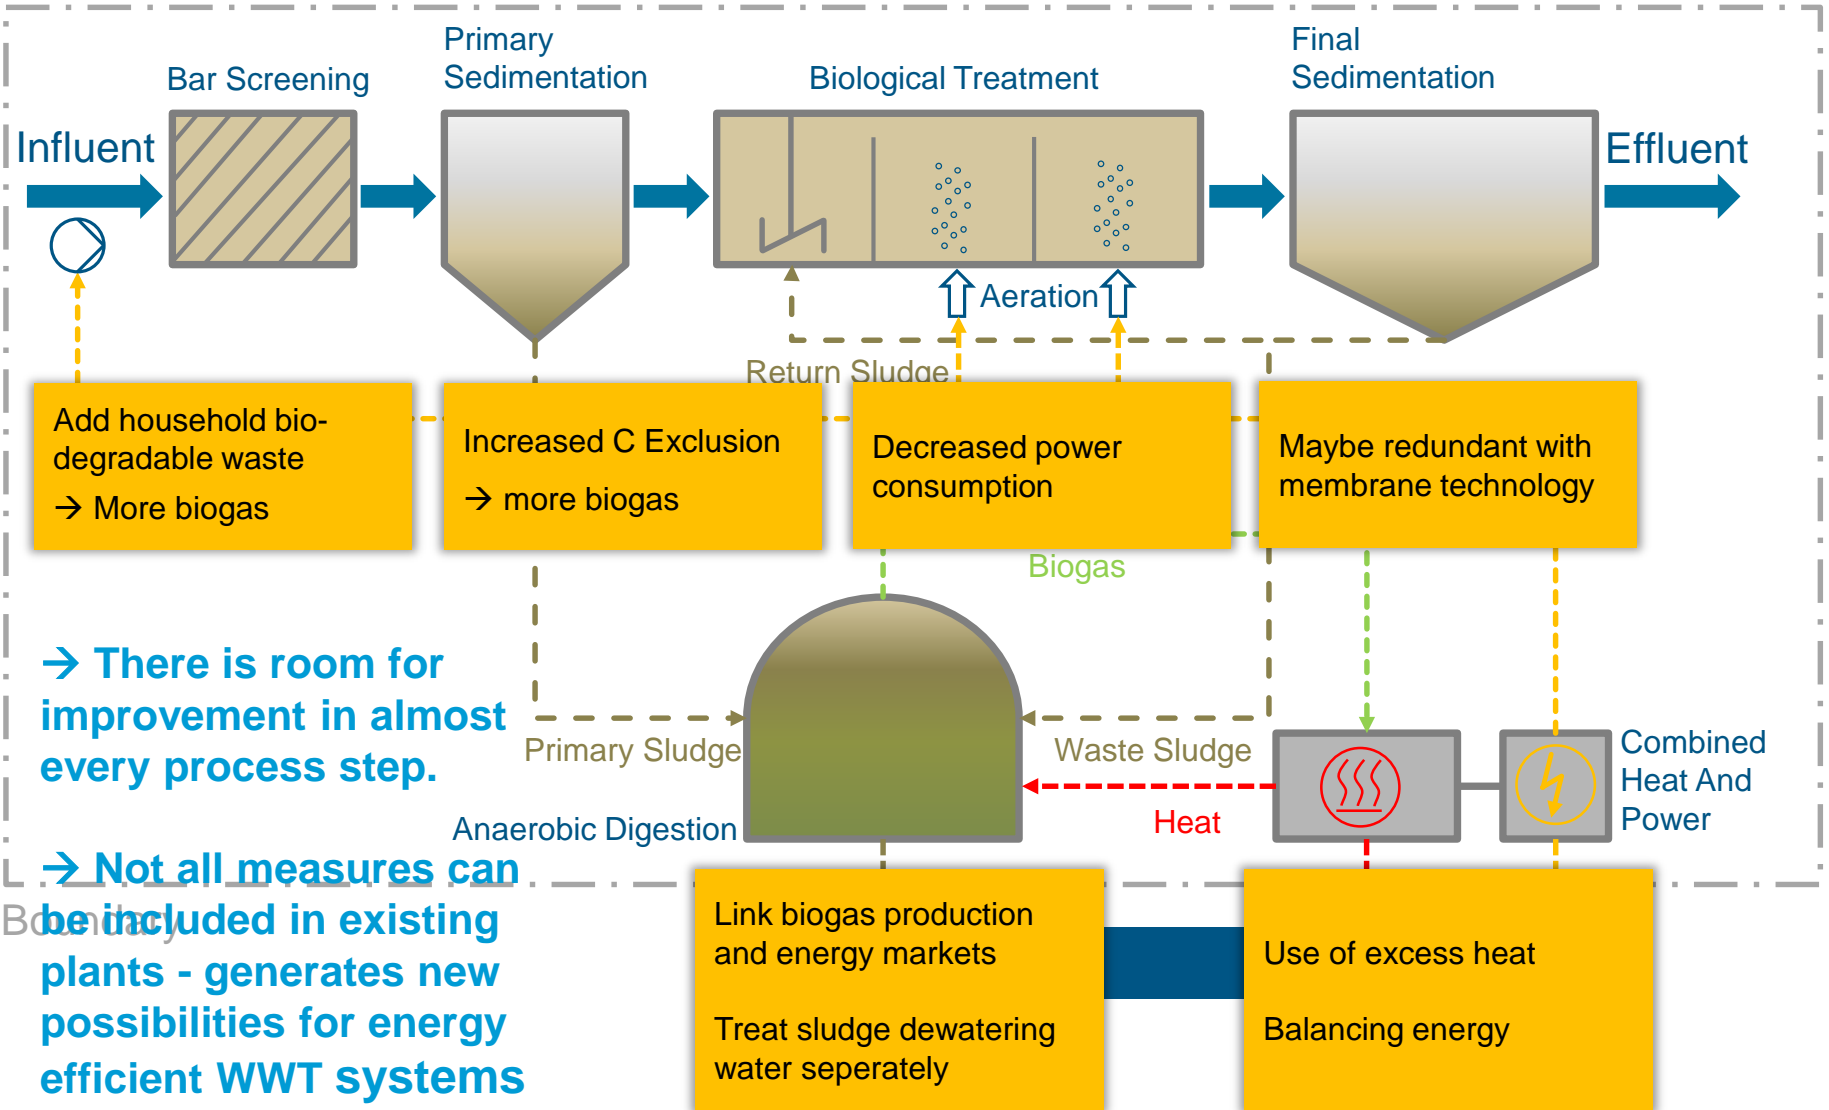 Primary
Sedimentation
Final
Sedimentation
Bar Screening
Biological Treatment
Influent
Effluent
Aeration
Return Sludge
Add household bio-
degradable waste
→ More biogas
Increased C Exclusion
→ more biogas
Decreased power
consumption
Maybe redundant with
membrane technology
Biogas
→ There is room for
improvement in almost
every process step.
Primary Sludge
Waste Sludge
Combined
Heat And
Power
Anaerobic Digestion
Heat
→ Not all measures can
be included in existing
plants - generates new
possibilities for energy
efficient WWT systems
Boundary
Link biogas production
and energy markets
Treat sludge dewatering
water seperately
Use of excess heat
Balancing energy